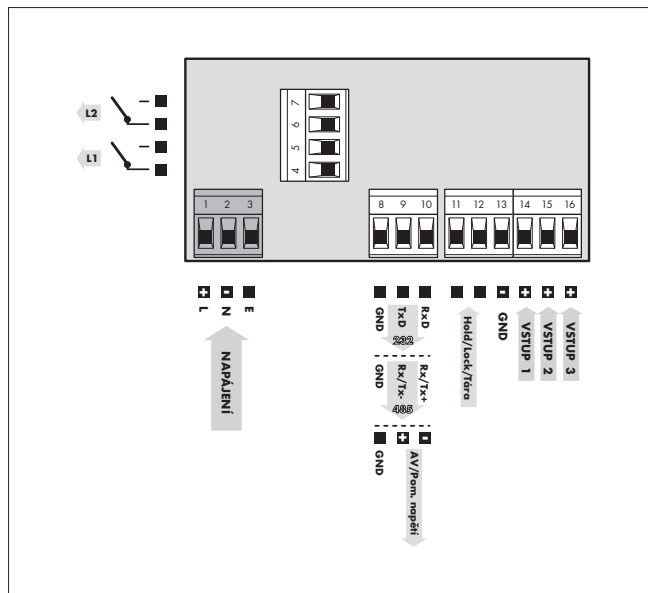 L2
L1
7
6
5
4
1 2 3
8 9 10
11 12 13
14 15 16
+ - 
L N E
NAPÁJENÍ
GND TxD RxD
232
GND Rx/Tx- Rx/Tx+
485
+ -
GND
AV/Pom. napětí
Hold/Lock/Tára
- + + +
GND
VSTUP 1
VSTUP 2
VSTUP 3